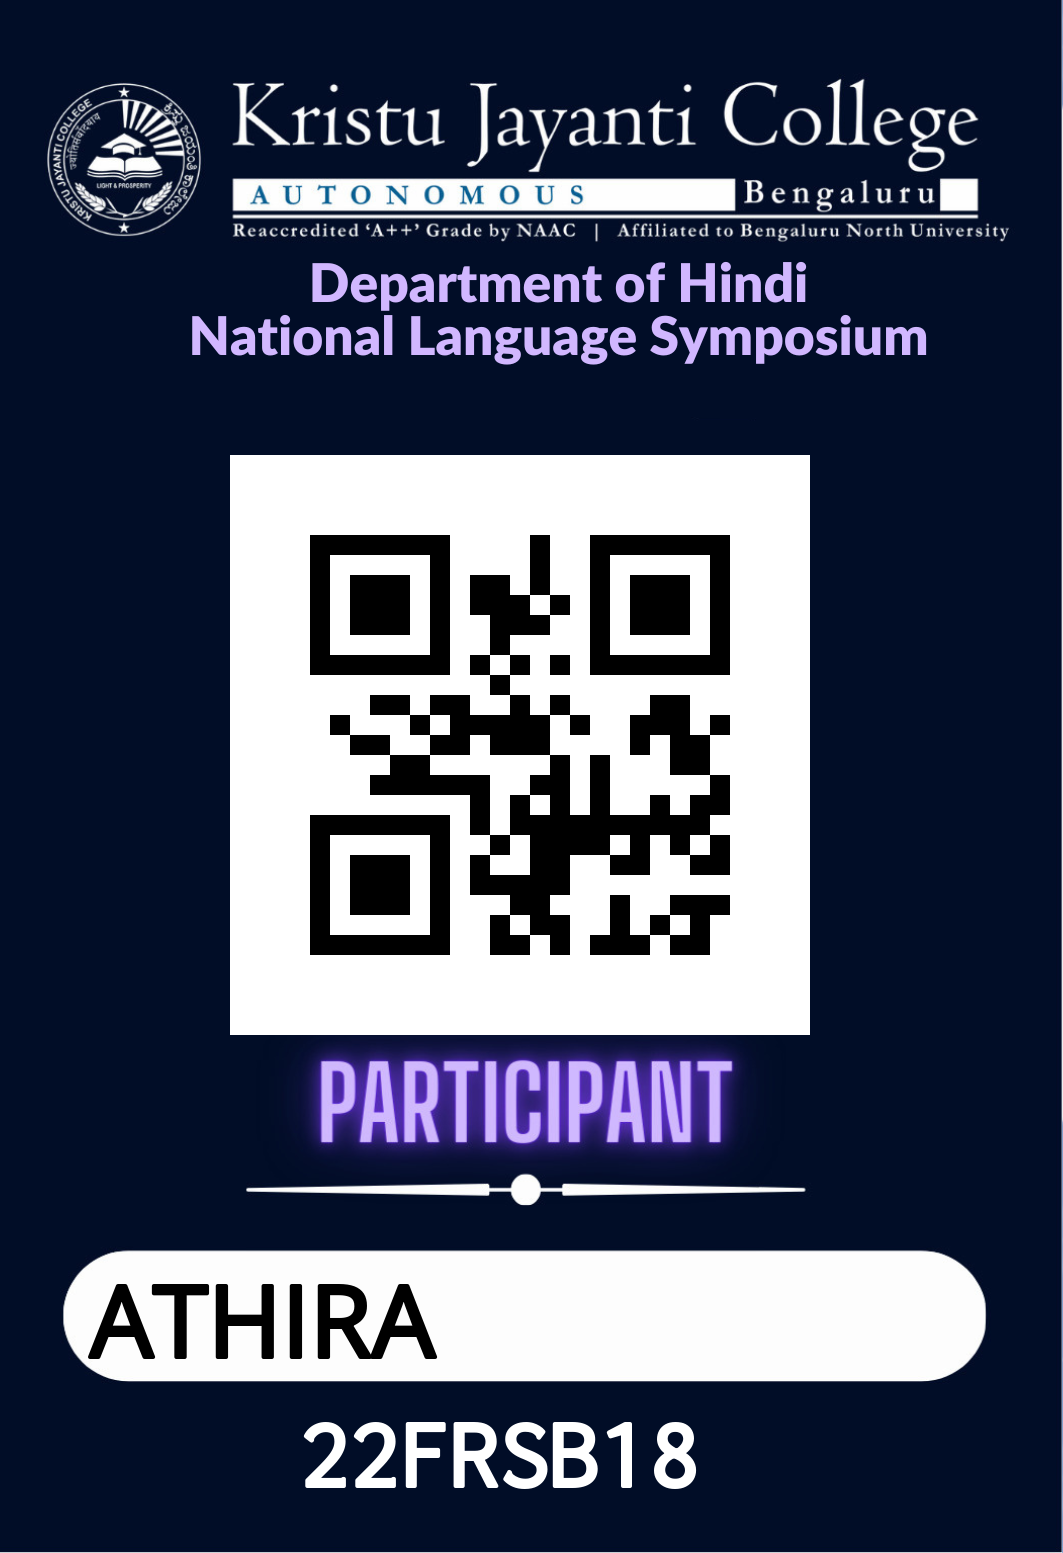 Kristu Jayanti College
AUTONOMOUS Bengaluru
Reaccredited ‘A++’ Grade by NAAC | Affiliated to Bengaluru North University
KRISTU JAYANTI COLLEGE
LIGHT & PROSPERITY
Department of Hindi
National Language Symposium
PARTICIPANT
ATHIRA
22FRSB18